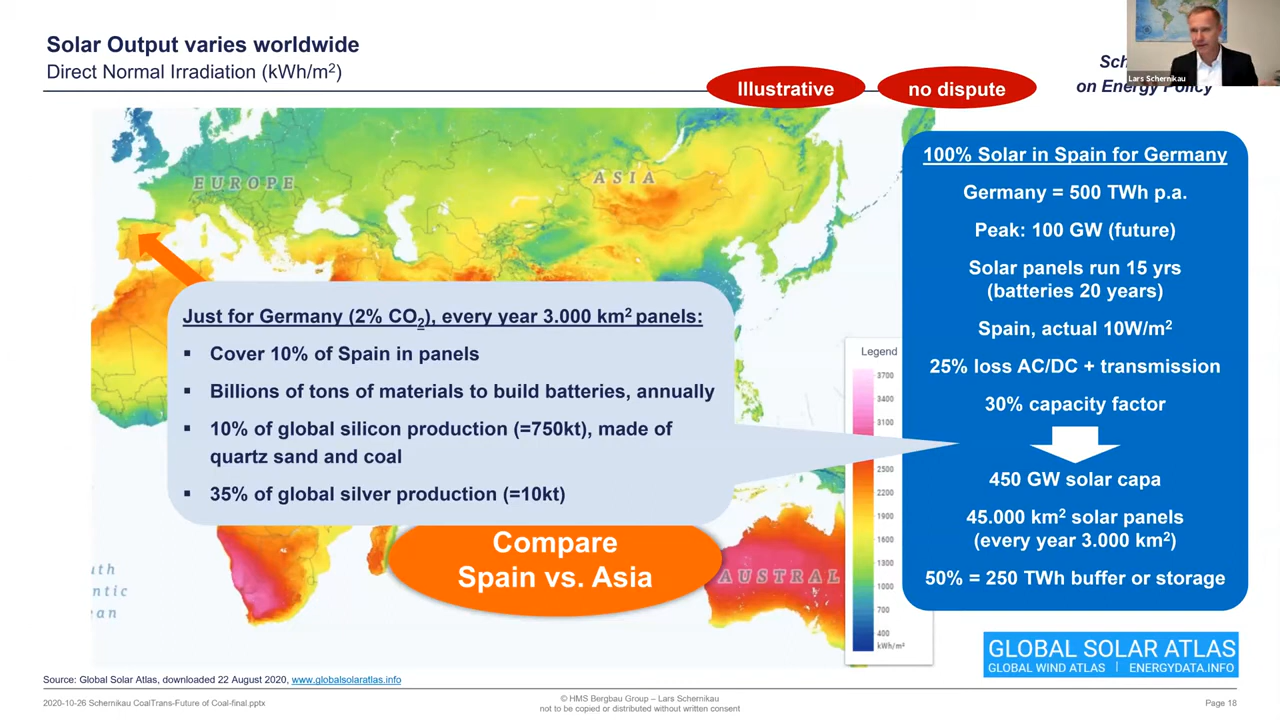 Solar Output varies worldwide
Direct Normal Irradiation (kWh/m²)
Illustrative
no dispute
Lars Schernikau
on Energy Policy
EUROPE
ASIA
100% Solar in Spain for Germany
Germany = 500 TWh p.a.
Peak: 100 GW (future)
Solar panels run 15 yrs
(batteries 20 years)
Spain, actual 10W/m²
25% loss AC/DC + transmission
30% capacity factor
450 GW solar capa
45.000 km² solar panels
(every year 3.000 km²)
50% = 250 TWh buffer or storage
Just for Germany (2% CO₂), every year 3.000 km² panels:
▪ Cover 10% of Spain in panels
▪ Billions of tons of materials to build batteries, annually
▪ 10% of global silicon production (=750kt), made of
quartz sand and coal
▪ 35% of global silver production (=10kt)
Legend
3700
3400
3100
2500
2200
1900
1600
1300
1000
700
400
kWh/m²
Compare
Spain vs. Asia
AUSTRAL
GLOBAL SOLAR ATLAS
GLOBAL WIND ATLAS | ENERGYDATA.INFO
Source: Global Solar Atlas, downloaded 22 August 2020, www.globalsolaratlas.info
2020-10-26 Schernikau CoalTrans-Future of Coal-final.pptx
© HMS Bergbau Group – Lars Schernikau
not to be copied or distributed without written consent
Page 18